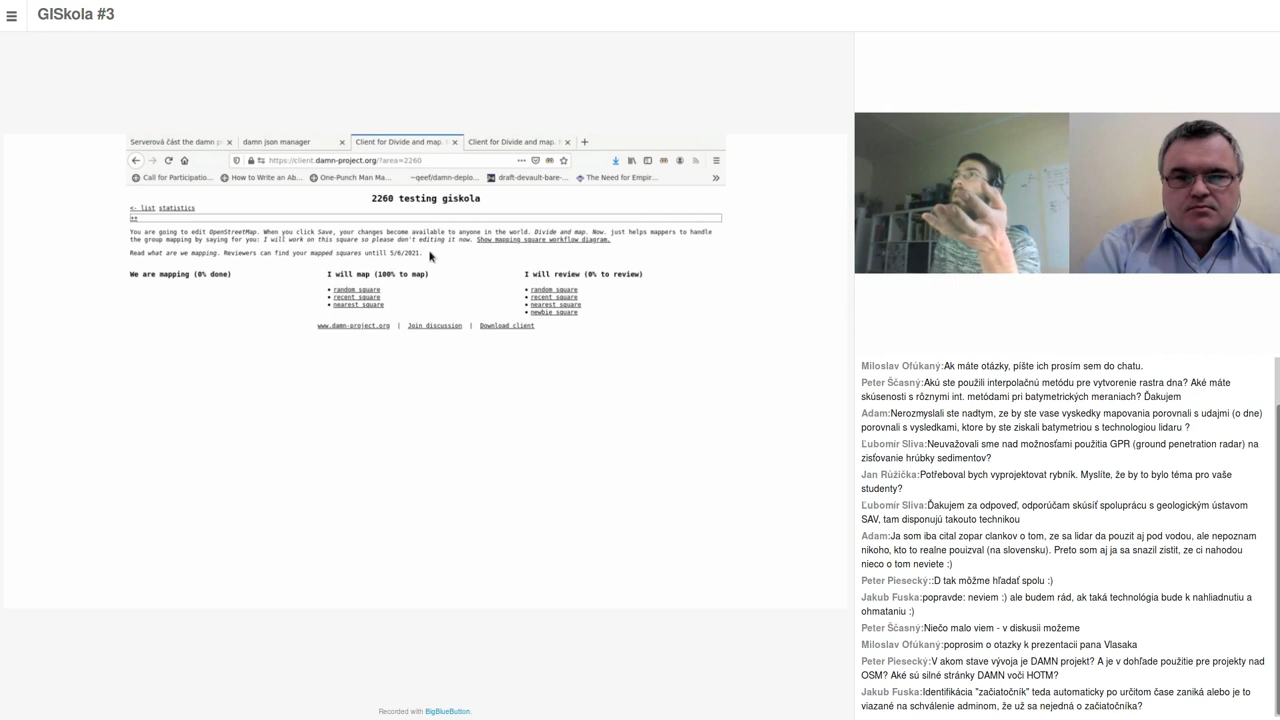 GISkola #3
Serverová část the damn p
damn json manager
Client for Divide and map.
Client for Divide and map.
https://client.damn-project.org/?area=2260
Call for Participatio...
How to Write an Ab...
One-Punch Man Ma...
~qeef/damn-deplo...
draft-devault-bare-...
The Need for Empir...
2260 testing giskola
<- list statistics
++
You are going to edit OpenStreetMap. When you click Save, your changes become available to anyone in the world. Divide and map. Now. just helps mappers to handle
the group mapping by saying for you: I will work on this square so please don't editing it now. Show mapping square workflow diagram.
Read what are we mapping. Reviewers can find your mapped squares untill 5/6/2021.
We are mapping (0% done)
I will map (100% to map)
random square
recent square
nearest square
I will review (0% to review)
random square
recent square
nearest square
newbie square
www.damn-project.org | Join discussion | Download client
Miloslav Ofúkaný:Ak máte otázky, píšte ich prosím sem do chatu.
Peter Ščasný:Akú ste použili interpolačnú metódu pre vytvorenie rastra dna? Aké máte
skúsenosti s rôznymi int. metódami pri batymetrických meraniach? Ďakujem
Adam:Nerozmyslali ste nadtym, ze by ste vase vyskedky mapovania porovnali s udajmi (o dne)
porovnali s vysledkami, ktore by ste ziskali batymetriou s technologiou lidaru ?
Ľubomír Sliva:Neuvažovali sme nad možnosťami použitia GPR (ground penetration radar) na
zisťovanie hrúbky sedimentov?
Jan Růžička:Potřeboval bych vyprojektovat rybník. Myslíte, že by to bylo téma pro vaše
studenty?
Ľubomír Sliva:Ďakujem za odpoveď, odporúčam skúsíť spoluprácu s geologickým ústavom
SAV, tam disponujú takouto technikou
Adam:Ja som iba cital zopar clankov o tom, ze sa lidar da pouzit aj pod vodou, ale nepoznam
nikoho, kto to realne pouizval (na slovensku). Preto som aj ja sa snazil zistit, ze ci nahodou
nieco o tom neviete :)
Peter Piesecký::D tak môžme hľadať spolu :)
Jakub Fuska:popravde: neviem :) ale budem rád, ak taká technológia bude k nahliadnutiu a
ohmataniu :)
Peter Ščasný:Niečo malo viem - v diskusii možeme
Miloslav Ofúkaný:poprosim o otazky k prezentacii pana Vlasaka
Peter Piesecký:V akom stave vývoja je DAMN projekt? A je v dohľade použitie pre projekty nad
OSM? Aké sú silné stránky DAMN voči HOTM?
Jakub Fuska:Identifikácia "začiatočník" teda automaticky po určitom čase zaniká alebo je to
viazané na schválenie adminom, že už sa nejedná o začiatočníka?
Recorded with BigBlueButton.